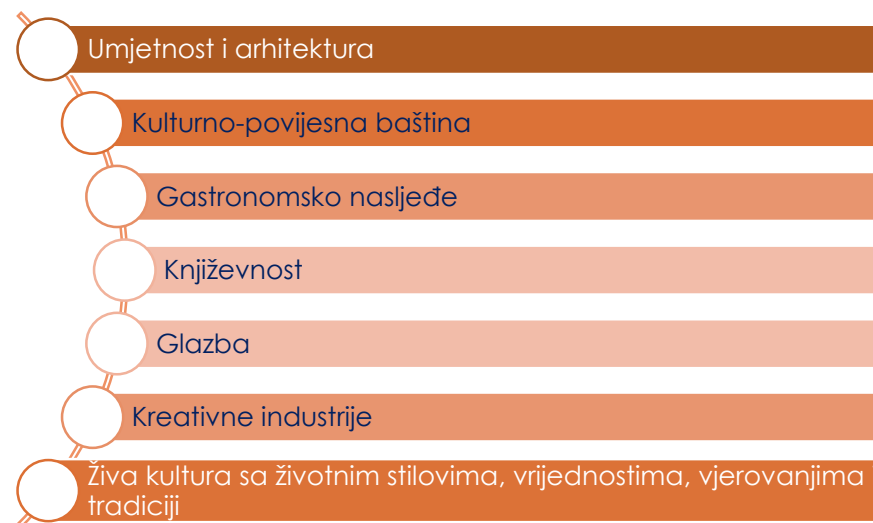 Umjetnost i arhitektura
Kulturno-povijesna baština
Gastronomsko nasljeđe
Književnost
Glazba
Kreativne industrije
Živa kultura sa životnim stilovima, vrijednostima, vjerovanjima
tradiciji